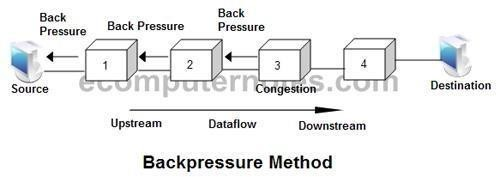 Back
Pressure
Back Pressure
Back
Pressure
1
2
3
4
Source
Congestion
Destination
ecomputernotes.com
Upstream
Dataflow
Downstream
Backpressure Method